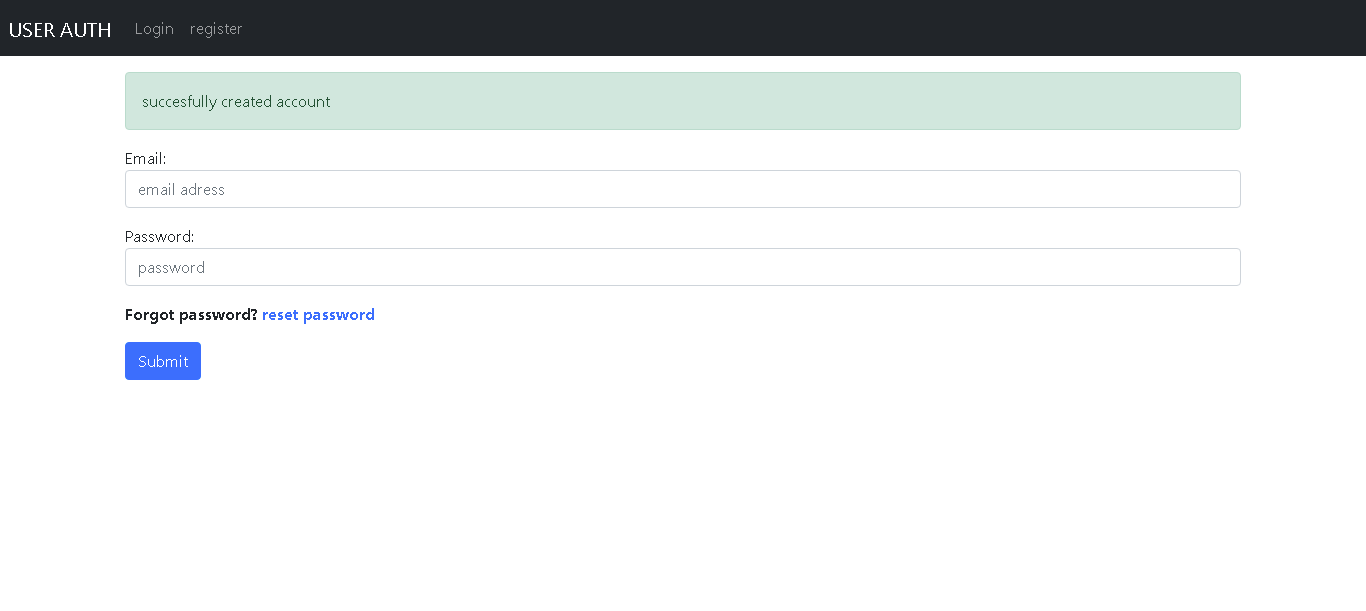 USER AUTH Login register
succesfully created account
Email:
email adress
Password:
password
Forgot password? reset password
Submit